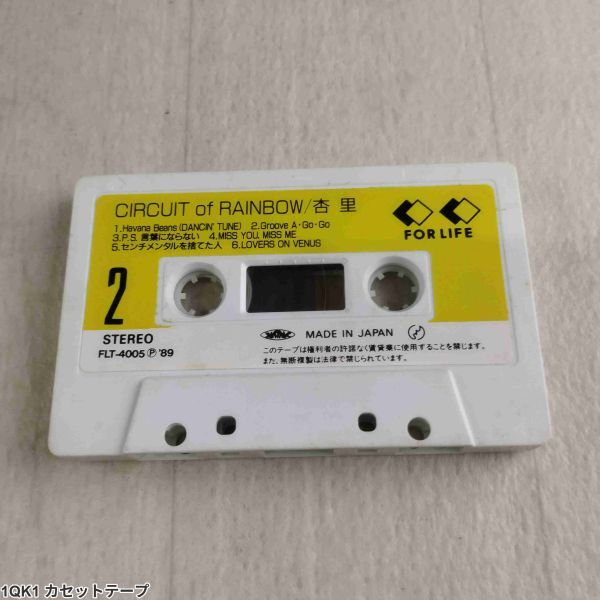 CIRCUIT of RAINBOW/杏 里
1.Havana Beans(DANCIN' TUNE) 2.Groove A・Go・Go
3.P.S. 言葉にならない 4.MISS YOU, MISS ME
5.センチメンタルを捨てた人 6.LOVERS ON VENUS
FOR LIFE
2
STEREO
FLT-4005 Ⓟ'89
MADE IN JAPAN
このテープは権利者の許諾なく賃貸業に使用することを禁じます。
また、無断複製は法律で禁じられています。
1QK1 カセットテープ